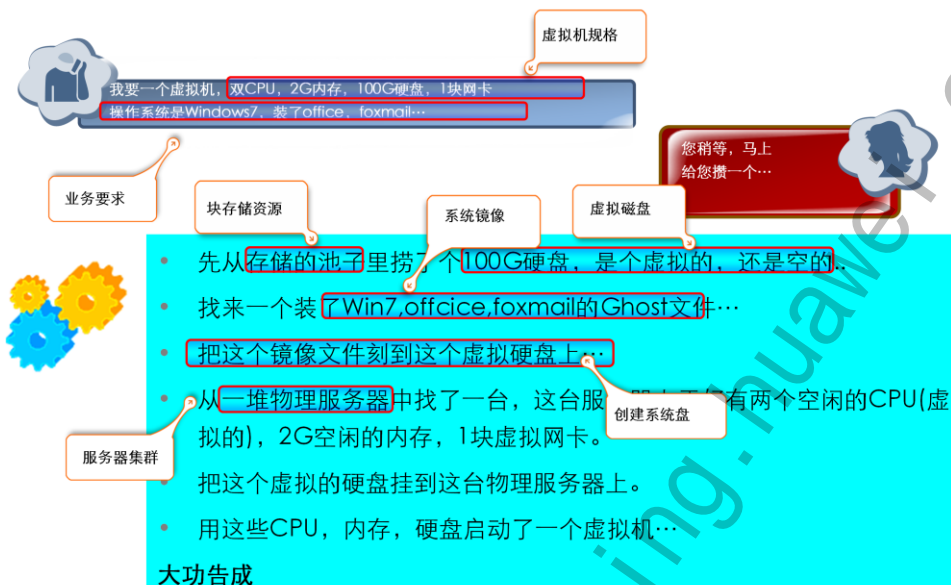 虚拟机规格
我要一个虚拟机，双CPU，2G内存，100G硬盘，1块网卡
操作系统是Windows7，装了office，foxmail…
您稍等，马上
给您攒一个…
业务要求
块存储资源
系统镜像
虚拟磁盘
先从存储的池子里捞了个100G硬盘，是个虚拟的，还是空的..
找来一个装了Win7,offcice,foxmail的Ghost文件…
把这个镜像文件刻到这个虚拟硬盘上…
从一堆物理服务器中找了一台，这台服 有两个空闲的CPU(虚
创建系统盘
拟的)，2G空闲的内存，1块虚拟网卡。
服务器集群
把这个虚拟的硬盘挂到这台物理服务器上。
用这些CPU，内存，硬盘启动了一个虚拟机…
大功告成